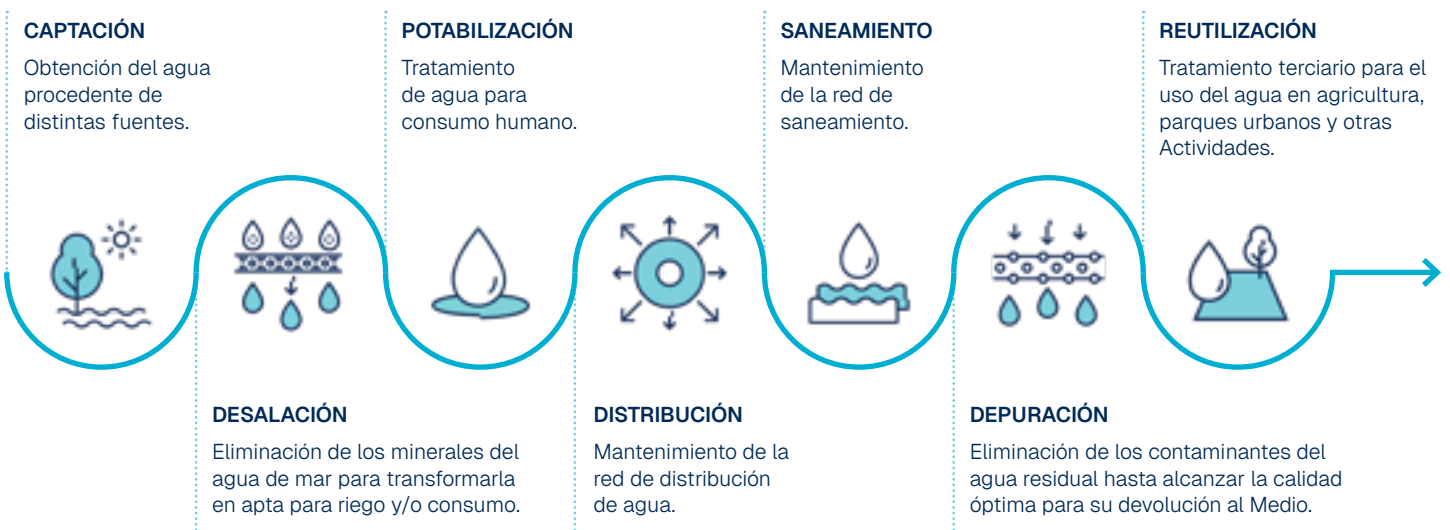 CAPTACIÓN
Obtención del agua
procedente de
distintas fuentes.
DESALACIÓN
Eliminación de los minerales del
agua de mar para transformarla
en apta para riego y/o consumo.
POTABILIZACIÓN
Tratamiento
de agua para
consumo humano.
DISTRIBUCIÓN
Mantenimiento de la
red de distribución
de agua.
SANEAMIENTO
Mantenimiento
de la red de
saneamiento.
DEPURACIÓN
Eliminación de los contaminantes del
agua residual hasta alcanzar la calidad
óptima para su devolución al Medio.
REUTILIZACIÓN
Tratamiento terciario para el
uso del agua en agricultura,
parques urbanos y otras
Actividades.